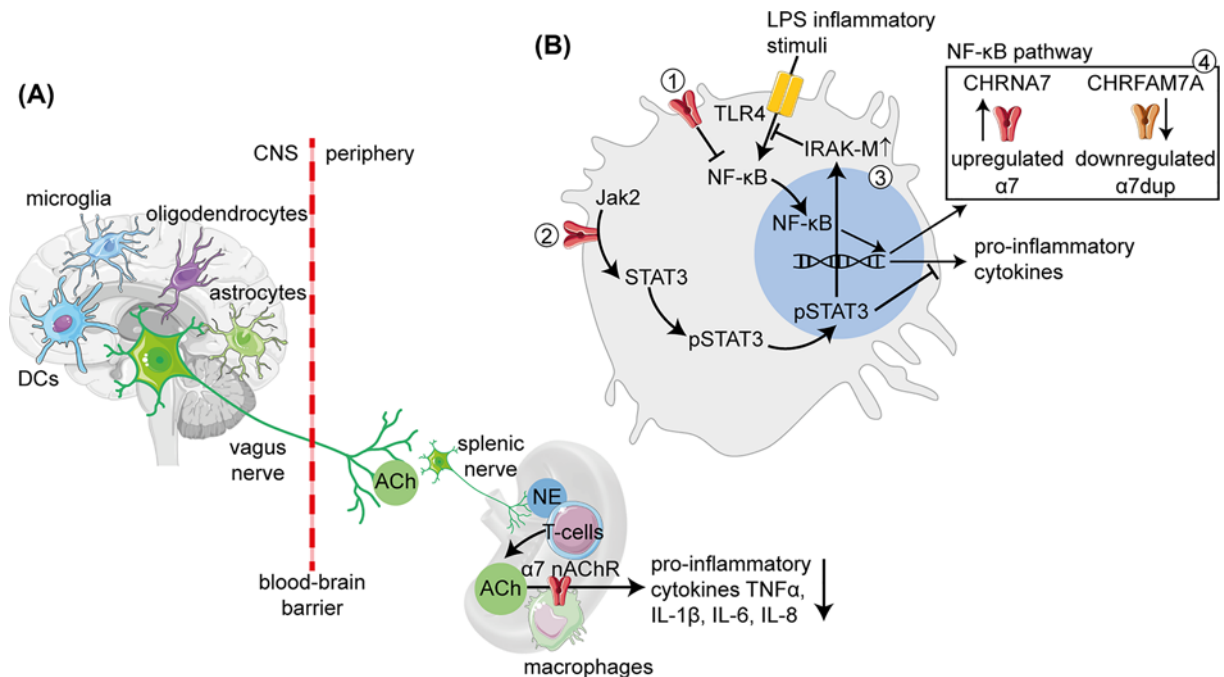 (A)
CNS
periphery
microglia
oligodendrocytes
astrocytes
DCs
vagus
nerve
blood-brain
barrier
ACh
splenic
nerve
NE
T-cells
α7 nAChR
ACh
macrophages
pro-inflammatory
cytokines TNFα,
IL-1β, IL-6, IL-8
(B)
LPS inflammatory
stimuli
①
TLR4
NF-κB
IRAK-M↑
③
Jak2
②
STAT3
pSTAT3
NF-κB
pSTAT3
pro-inflammatory
cytokines
NF-κB pathway
④
CHRNA7
CHRFAM7A
upregulated
α7
downregulated
α7dup